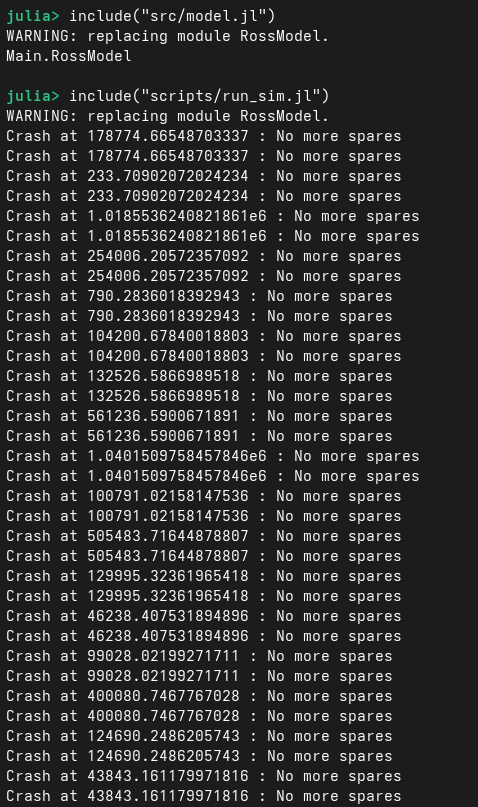 julia> include("src/model.jl")
WARNING: replacing module RossModel.
Main.RossModel
julia> include("scripts/run_sim.jl")
WARNING: replacing module RossModel.
Crash at 178774.66548703337 : No more spares
Crash at 178774.66548703337 : No more spares
Crash at 233.70902072024234 : No more spares
Crash at 233.70902072024234 : No more spares
Crash at 1.0185536240821861e6 : No more spares
Crash at 1.0185536240821861e6 : No more spares
Crash at 254006.20572357092 : No more spares
Crash at 254006.20572357092 : No more spares
Crash at 790.2836018392943 : No more spares
Crash at 790.2836018392943 : No more spares
Crash at 104200.67840018803 : No more spares
Crash at 104200.67840018803 : No more spares
Crash at 132526.5866989518 : No more spares
Crash at 132526.5866989518 : No more spares
Crash at 561236.5900671891 : No more spares
Crash at 561236.5900671891 : No more spares
Crash at 1.0401509758457846e6 : No more spares
Crash at 1.0401509758457846e6 : No more spares
Crash at 100791.02158147536 : No more spares
Crash at 100791.02158147536 : No more spares
Crash at 505483.71644878807 : No more spares
Crash at 505483.71644878807 : No more spares
Crash at 129995.32361965418 : No more spares
Crash at 129995.32361965418 : No more spares
Crash at 46238.407531894896 : No more spares
Crash at 46238.407531894896 : No more spares
Crash at 99028.02199271711 : No more spares
Crash at 99028.02199271711 : No more spares
Crash at 400080.7467767028 : No more spares
Crash at 400080.7467767028 : No more spares
Crash at 124690.2486205743 : No more spares
Crash at 124690.2486205743 : No more spares
Crash at 43843.161179971816 : No more spares
Crash at 43843.161179971816 : No more spares